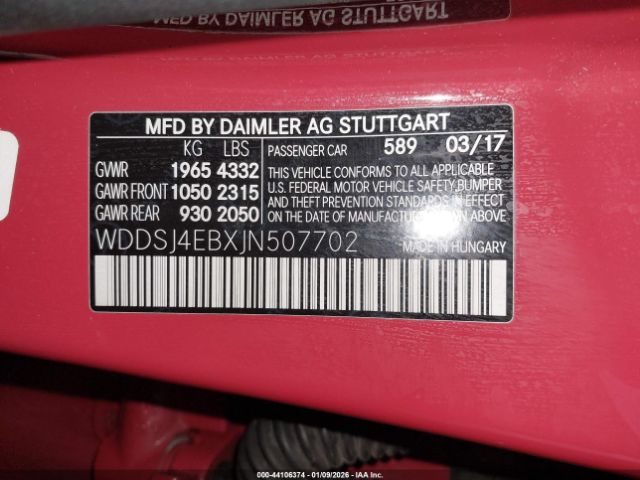 MFD BY DAIMLER AG STUTTGART
MFD BY DAIMLER AG STUTTGART
KG LBS PASSENGER CAR 589 03/17
GWR 1965 4332 THIS VEHICLE CONFORMS TO ALL APPLICABLE
GAWR FRONT 1050 2315 U.S. FEDERAL MOTOR VEHICLE SAFETY, BUMPER
GAWR REAR 930 2050 AND THEFT PREVENTION STANDARDS IN EFFECT
ON THE DATE OF MANUFACTURE SHOWN ABOVE.
WDDSJ4EBXJN507702 MADE IN HUNGARY
000-44106374 | 01/09/2026 | IAA Inc.